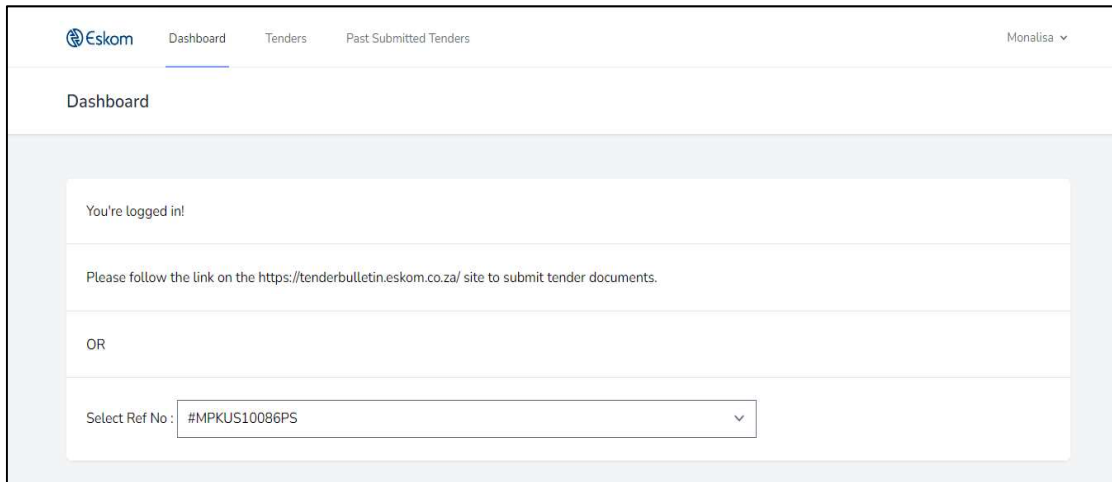 Eskom Dashboard Tenders Past Submitted Tenders Monalisa
Dashboard
You're logged in!
Please follow the link on the https://tenderbulletin.eskom.co.za/ site to submit tender documents.
OR
Select Ref No : #MPKUS10086PS